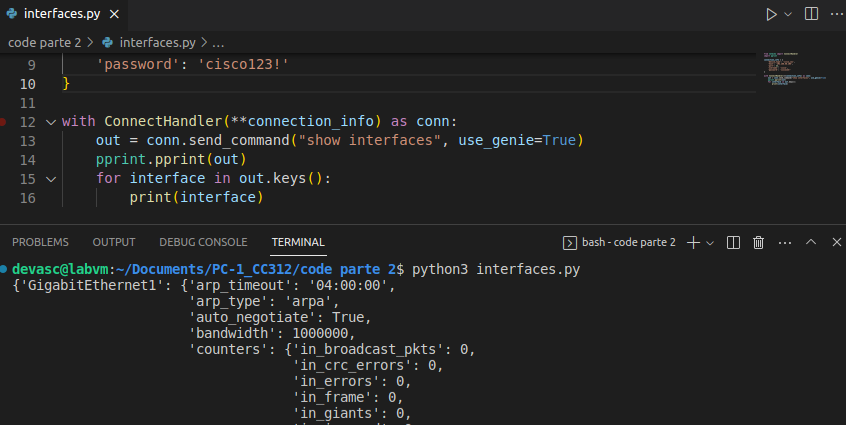 interfaces.py
code parte 2 > interfaces.py > ...
9 'password': 'cisco123!'
10 }
11
12 with ConnectHandler(**connection_info) as conn:
13 out = conn.send_command("show interfaces", use_genie=True)
14 pprint.pprint(out)
15 for interface in out.keys():
16 print(interface)
PROBLEMS OUTPUT DEBUG CONSOLE TERMINAL bash - code parte 2
devasc@labvm:~/Documents/PC-1_CC312/code parte 2$ python3 interfaces.py
{'GigabitEthernet1': {'arp_timeout': '04:00:00',
'arp_type': 'arpa',
'auto_negotiate': True,
'bandwidth': 1000000,
'counters': {'in_broadcast_pkts': 0,
'in_crc_errors': 0,
'in_errors': 0,
'in_frame': 0,
'in_giants': 0,